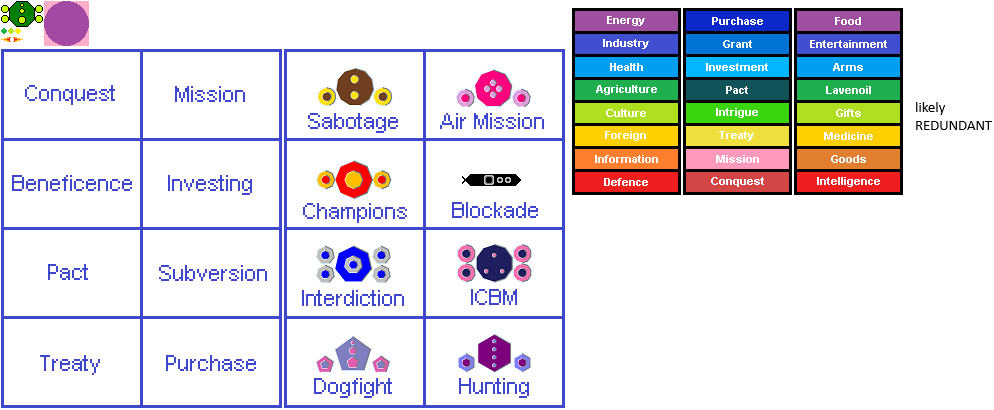 Conquest Mission Sabotage Air Mission
Beneficence Investing Champions Blockade
Pact Subversion Interdiction ICBM
Treaty Purchase Dogfight Hunting
Energy Purchase Food
Industry Grant Entertainment
Health Investment Arms
Agriculture Pact Lavenoil
Culture Intrigue Gifts
Foreign Treaty Medicine
Information Mission Goods
Defence Conquest Intelligence
likely
REDUNDANT